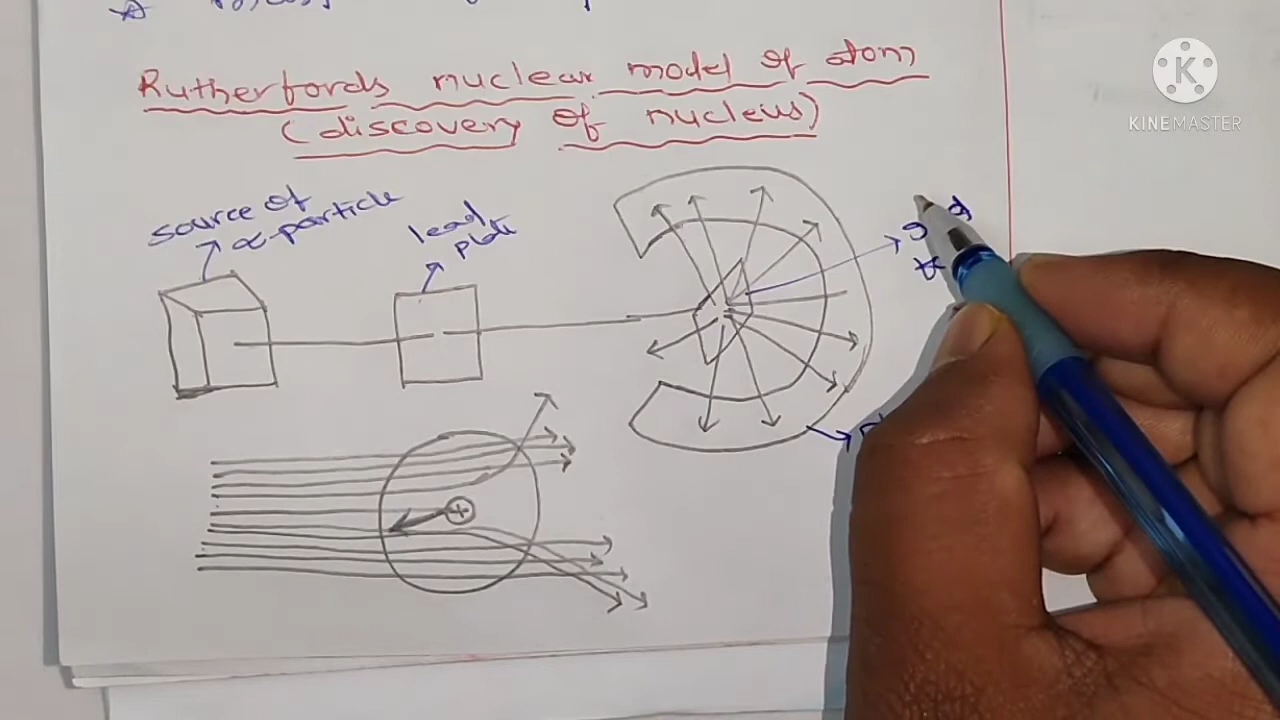 Rutherfords nuclear model of atom
(discovery of nucleus)
source of
α-particle
lead
plate
+
K
KINEMASTER